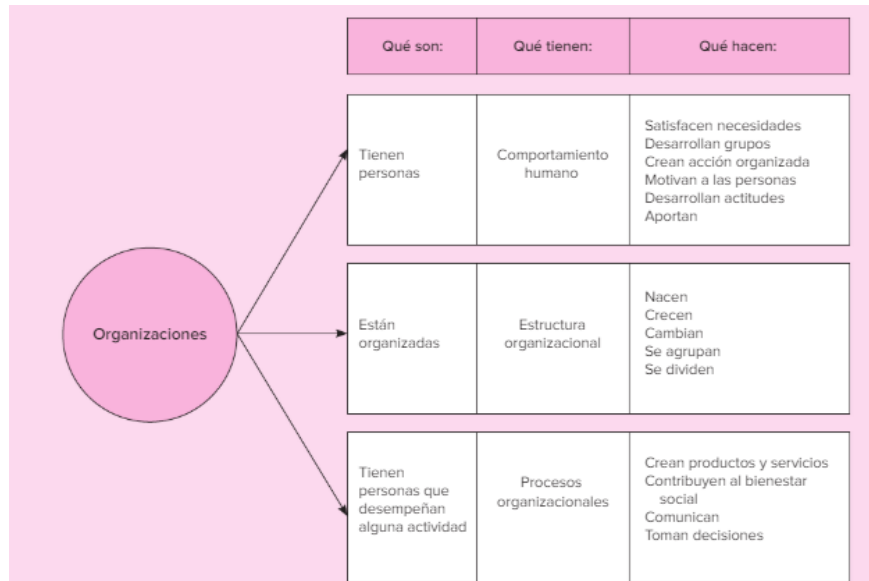 Qué son:
Qué tienen:
Qué hacen:
Organizaciones
Tienen
personas
Comportamiento
humano
Satisfacen necesidades
Desarrollan grupos
Crean acción organizada
Motivan a las personas
Desarrollan actitudes
Aportan
Están
organizadas
Estructura
organizacional
Nacen
Crecen
Cambian
Se agrupan
Se dividen
Tienen
personas que
desempeñan
alguna actividad
Procesos
organizacionales
Crean productos y servicios
Contribuyen al bienestar
social
Comunican
Toman decisiones